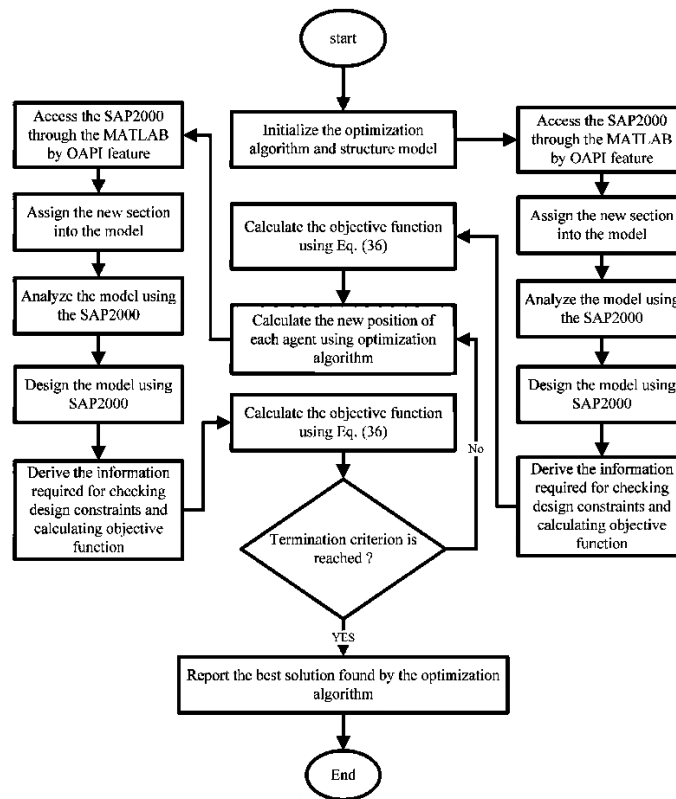 start
Initialize the optimization
algorithm and structure model
Access the SAP2000
through the MATLAB
by OAPI feature
Assign the new section
into the model
Analyze the model using
the SAP2000
Design the model using
SAP2000
Derive the information
required for checking
design constraints and
calculating objective
function
Calculate the objective function
using Eq. (36)
Calculate the new position of
each agent using optimization
algorithm
Access the SAP2000
through the MATLAB
by OAPI feature
Assign the new section
into the model
Analyze the model using
the SAP2000
Design the model using
SAP2000
Derive the information
required for checking
design constraints and
calculating objective
function
Calculate the objective function
using Eq. (36)
Termination criterion is
reached ?
No
YES
Report the best solution found by the optimization
algorithm
End